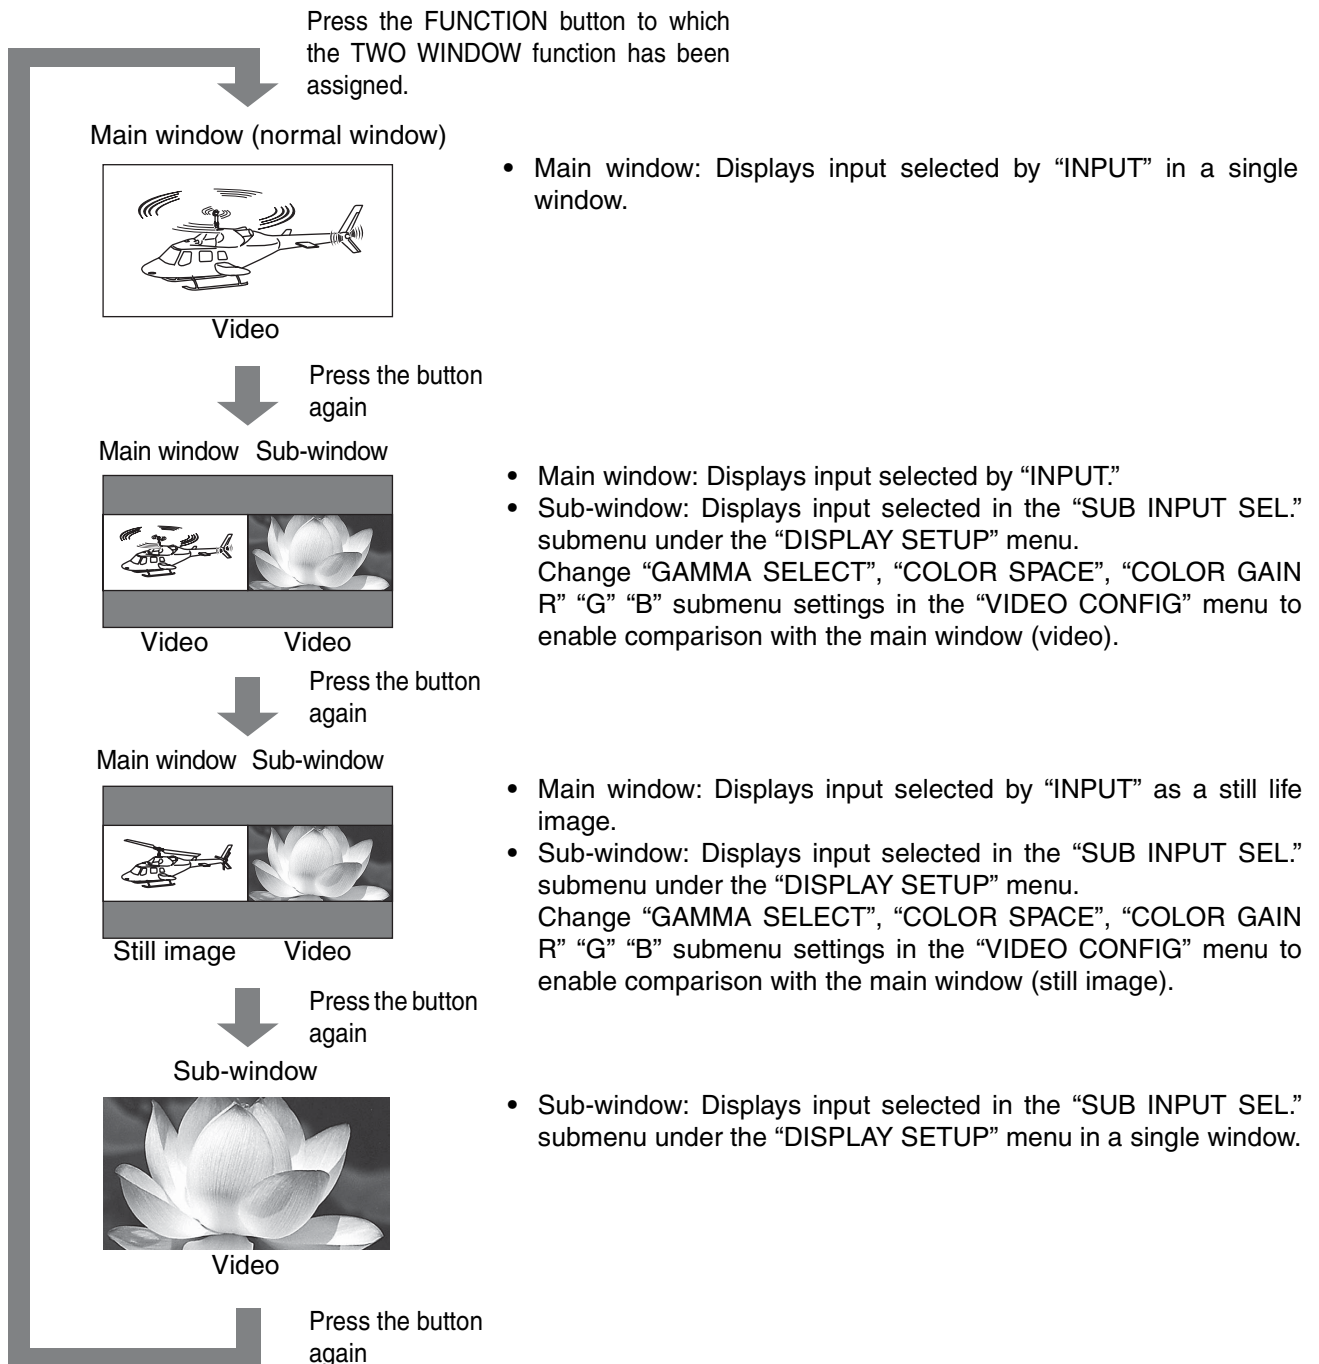 Press the FUNCTION button to which
the TWO WINDOW function has been
assigned.
Main window (normal window)
• Main window: Displays input selected by “INPUT” in a single
window.
Video
Press the button
again
Main window Sub-window
• Main window: Displays input selected by “INPUT.”
• Sub-window: Displays input selected in the “SUB INPUT SEL.”
submenu under the “DISPLAY SETUP” menu.
Change “GAMMA SELECT”, “COLOR SPACE”, “COLOR GAIN
R” “G” “B” submenu settings in the “VIDEO CONFIG” menu to
enable comparison with the main window (video).
Video Video
Press the button
again
Main window Sub-window
• Main window: Displays input selected by “INPUT” as a still life
image.
• Sub-window: Displays input selected in the “SUB INPUT SEL.”
submenu under the “DISPLAY SETUP” menu.
Change “GAMMA SELECT”, “COLOR SPACE”, “COLOR GAIN
R” “G” “B” submenu settings in the “VIDEO CONFIG” menu to
enable comparison with the main window (still image).
Still image Video
Press the button
again
Sub-window
• Sub-window: Displays input selected in the “SUB INPUT SEL.”
submenu under the “DISPLAY SETUP” menu in a single window.
Video
Press the button
again